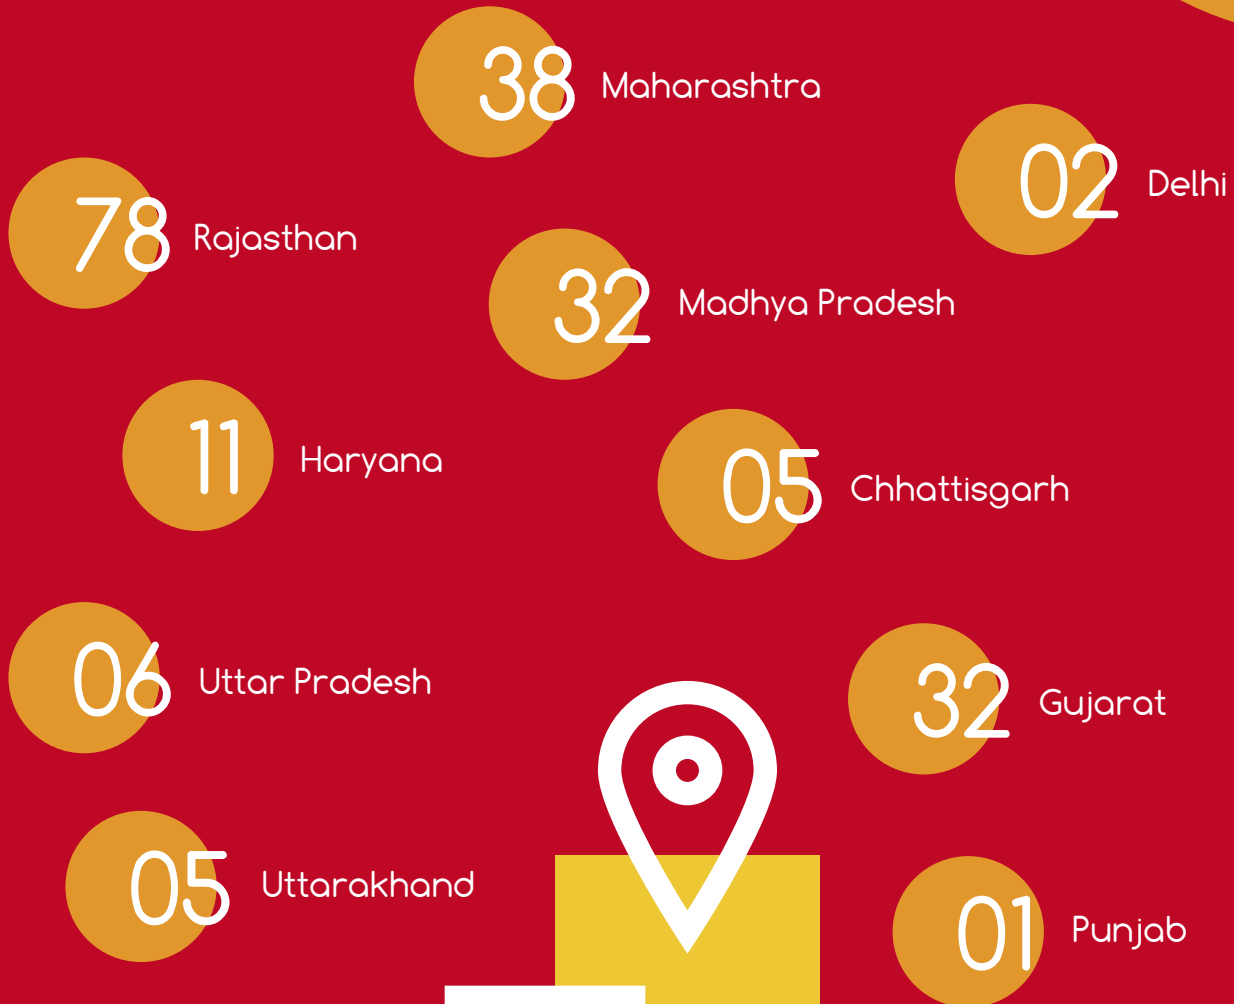 38 Maharashtra
02 Delhi
78 Rajasthan
32 Madhya Pradesh
11 Haryana
05 Chhattisgarh
06 Uttar Pradesh
32 Gujarat
05 Uttarakhand
01 Punjab